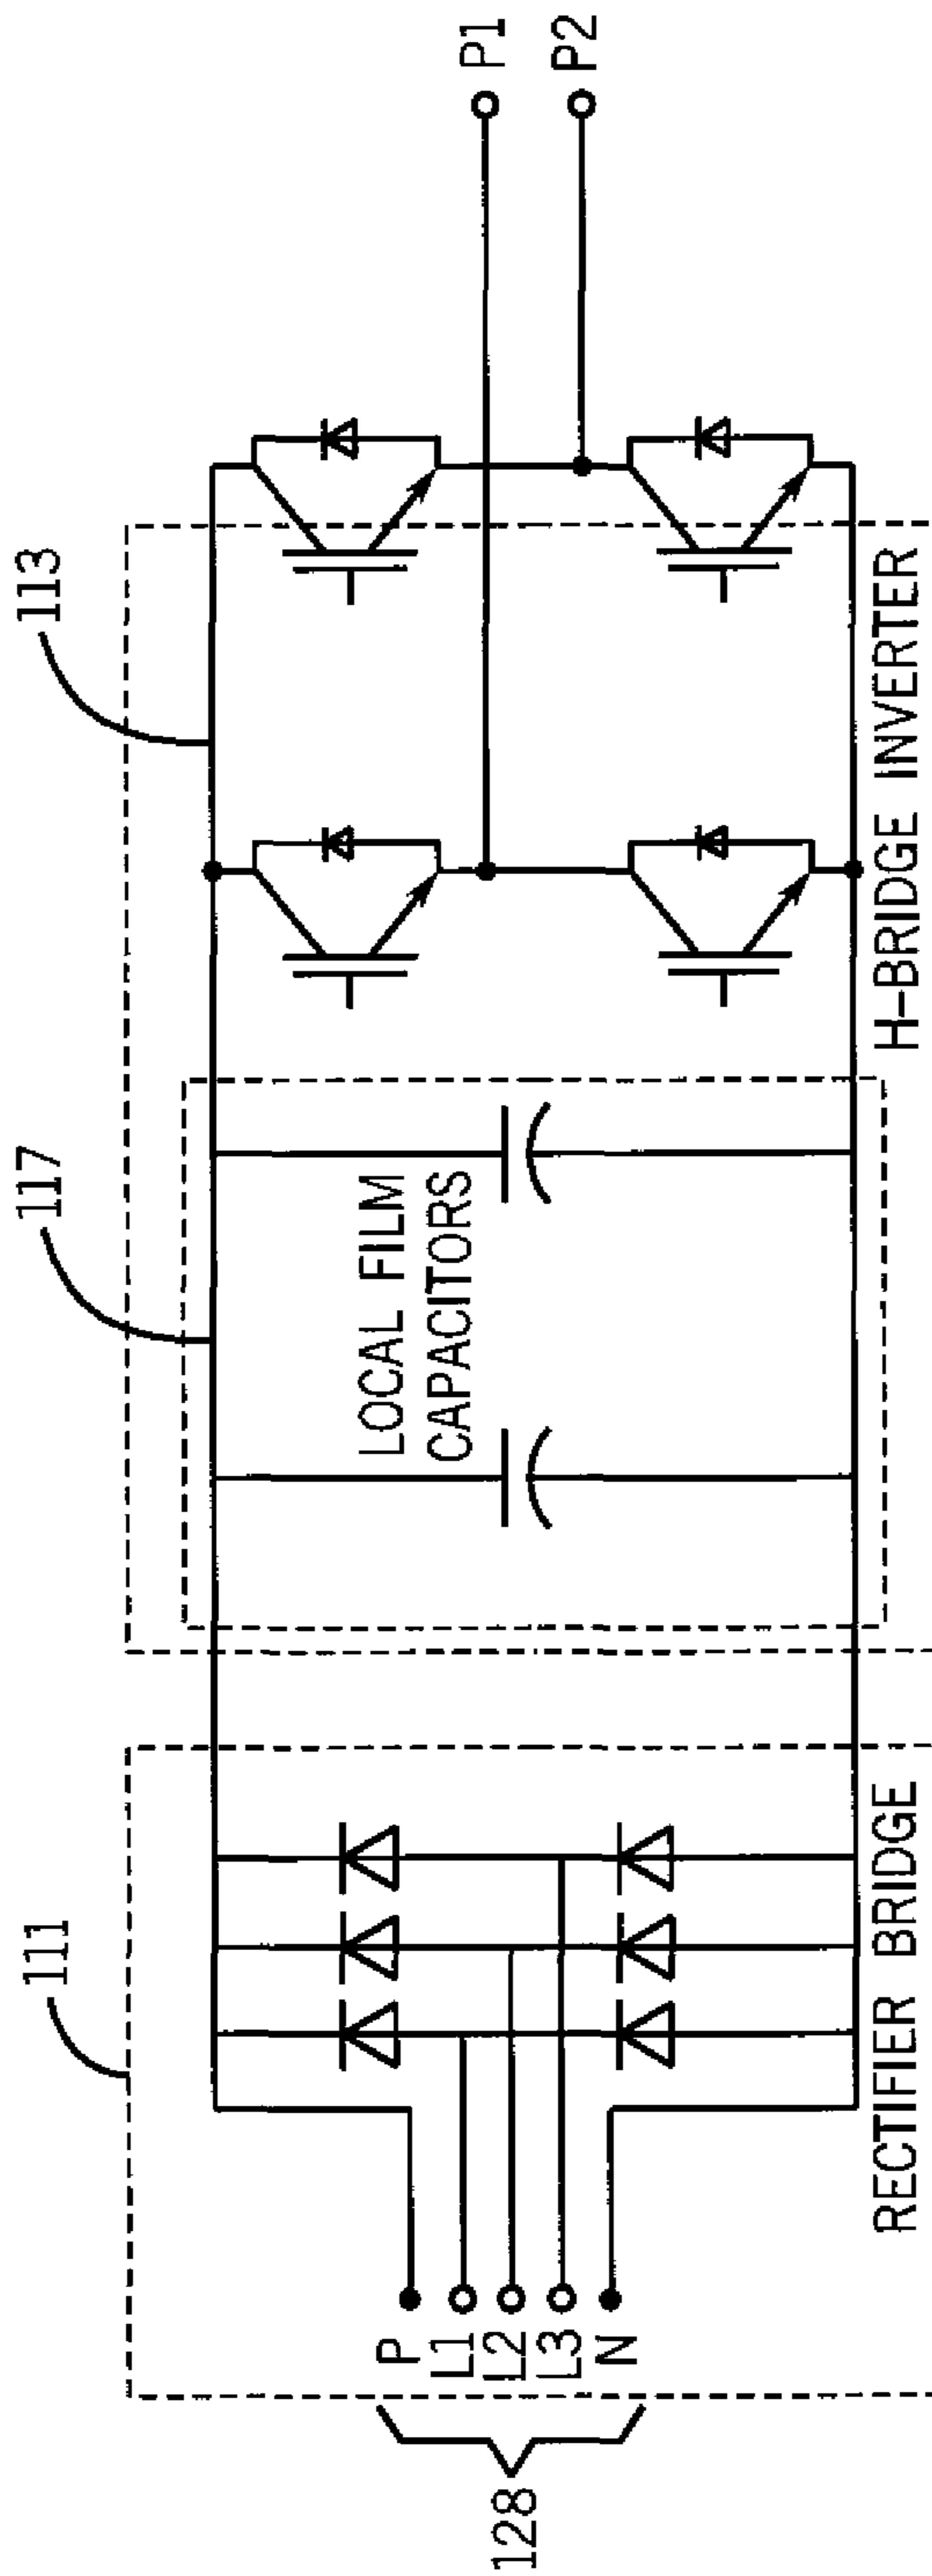 111
117
113
128
P
L1
L2
L3
N
LOCAL FILM
CAPACITORS
P1
P2
RECTIFIER BRIDGE
H-BRIDGE INVERTER